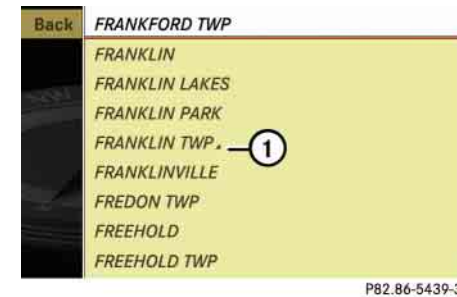 Back FRANKFORD TWP
FRANKLIN
FRANKLIN LAKES
FRANKLIN PARK
FRANKLIN TWP. 1
FRANKLINVILLE
FREDON TWP
FREEHOLD
FREEHOLD TWP
P82.86-5439-3